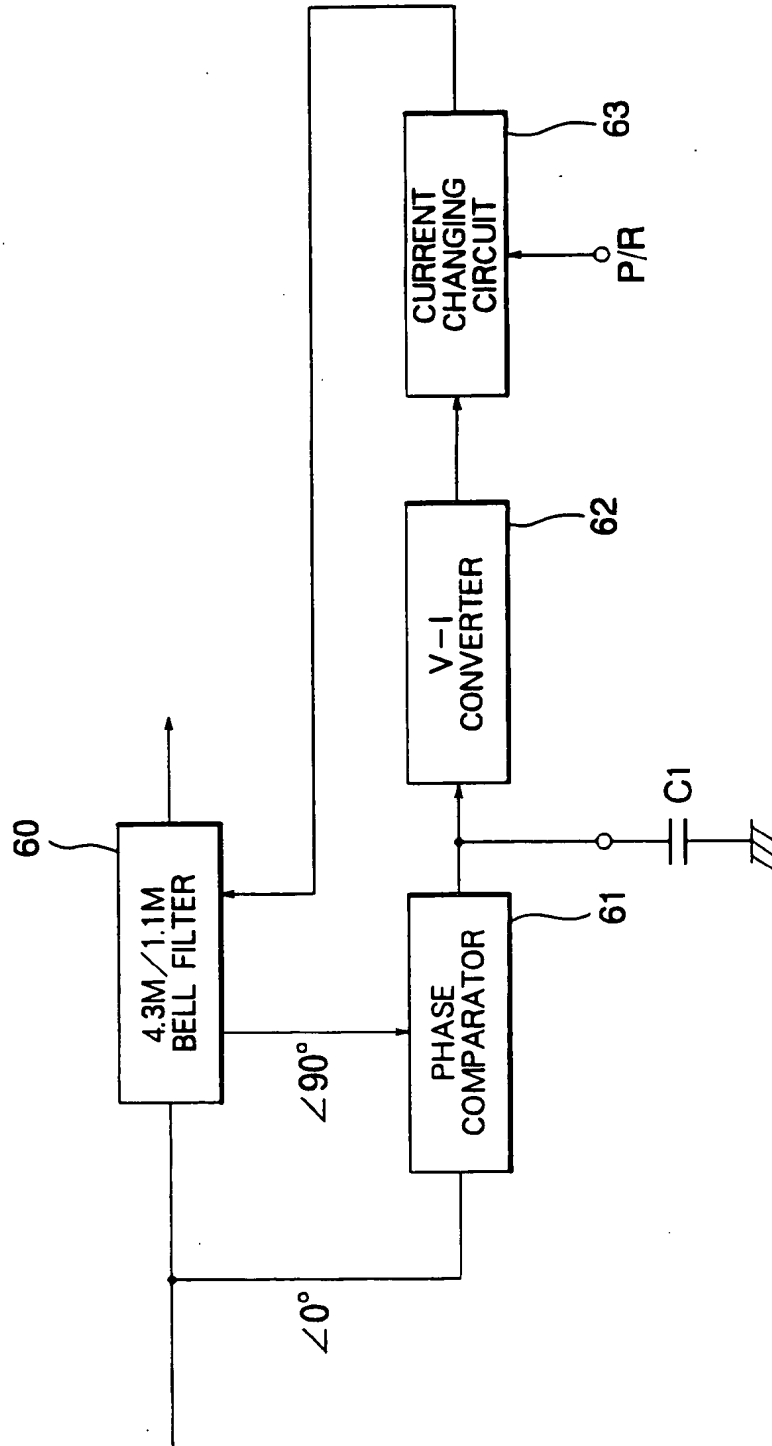 60
4.3M/1.1M
BELL FILTER
∠90°
∠0°
PHASE
COMPARATOR
61
C1
V-I
CONVERTER
62
CURRENT
CHANGING
CIRCUIT
63
P/R